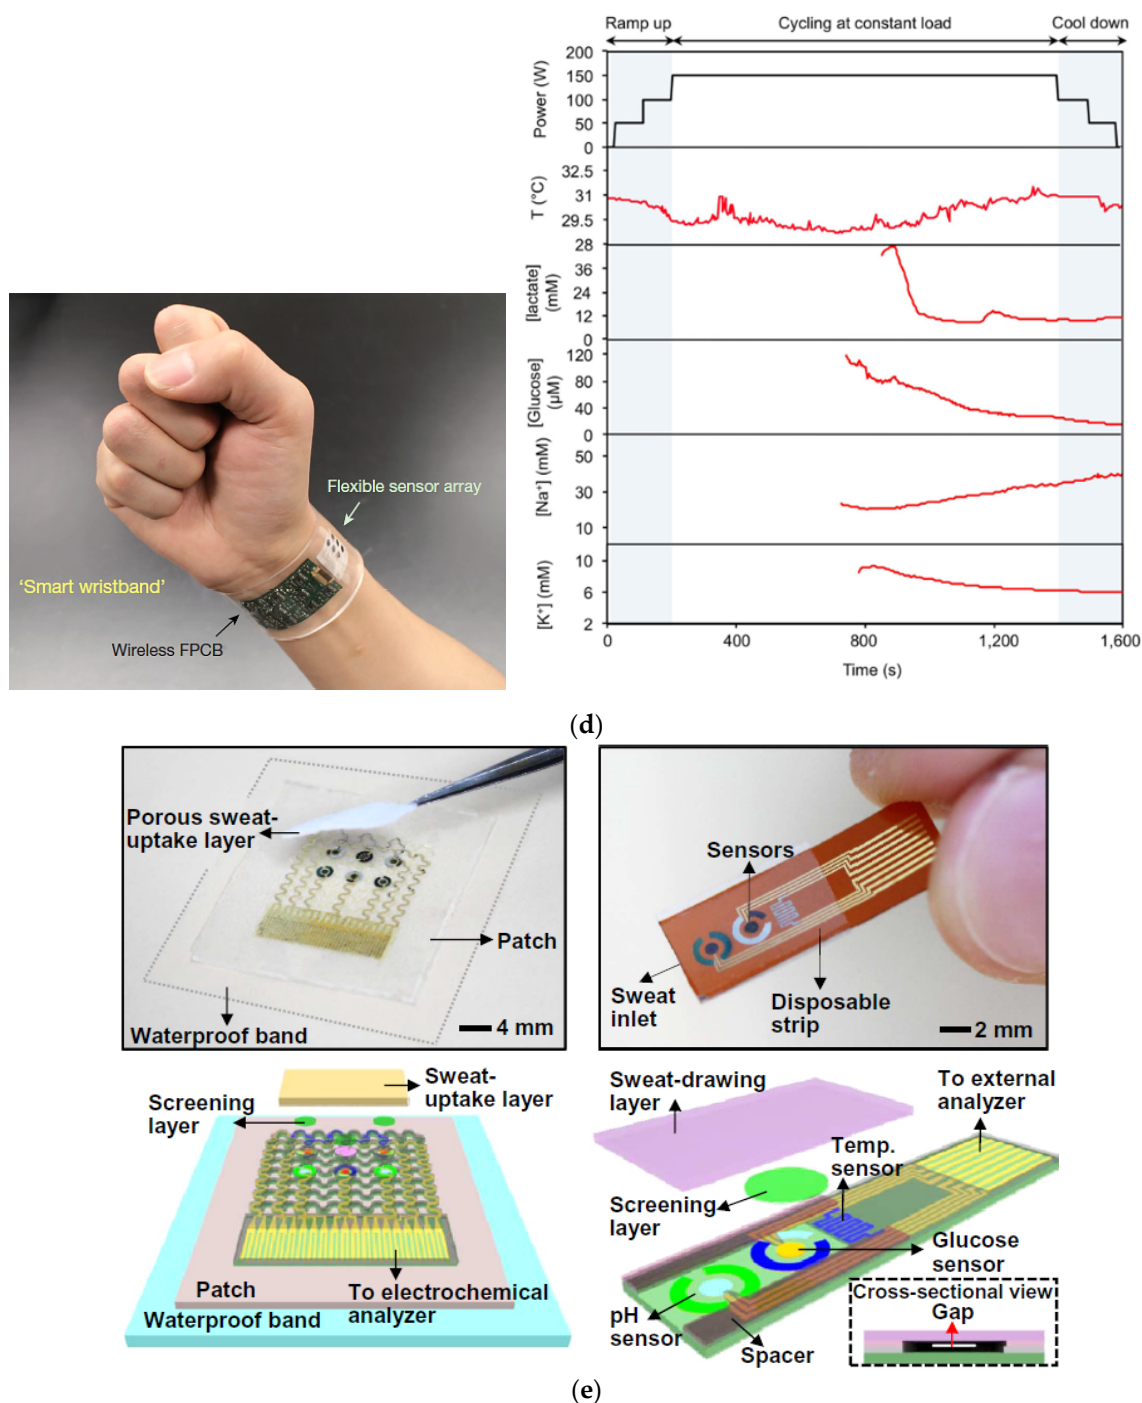 Ramp up
Cycling at constant load
Cool down
200
150
100
50
0
Power (W)
32.5
31
29.5
28
T (°C)
36
24
12
0
[lactate]
(mM)
120
80
40
0
[Glucose]
(µM)
50
30
10
[Na⁺] (mM)
10
6
2
[K⁺] (mM)
0
400
800
1,200
1,600
Time (s)
Flexible sensor array
‘Smart wristband’
Wireless FPCB
(d)
Porous sweat-
uptake layer
Patch
Waterproof band
4 mm
Sensors
Sweat
inlet
Disposable
strip
2 mm
Sweat-
uptake layer
Screening
layer
Patch
To electrochemical
analyzer
Waterproof band
Sweat-drawing
layer
To external
analyzer
Temp.
sensor
Screening
layer
Glucose
sensor
pH
sensor
Spacer
Cross-sectional view
Gap
(e)